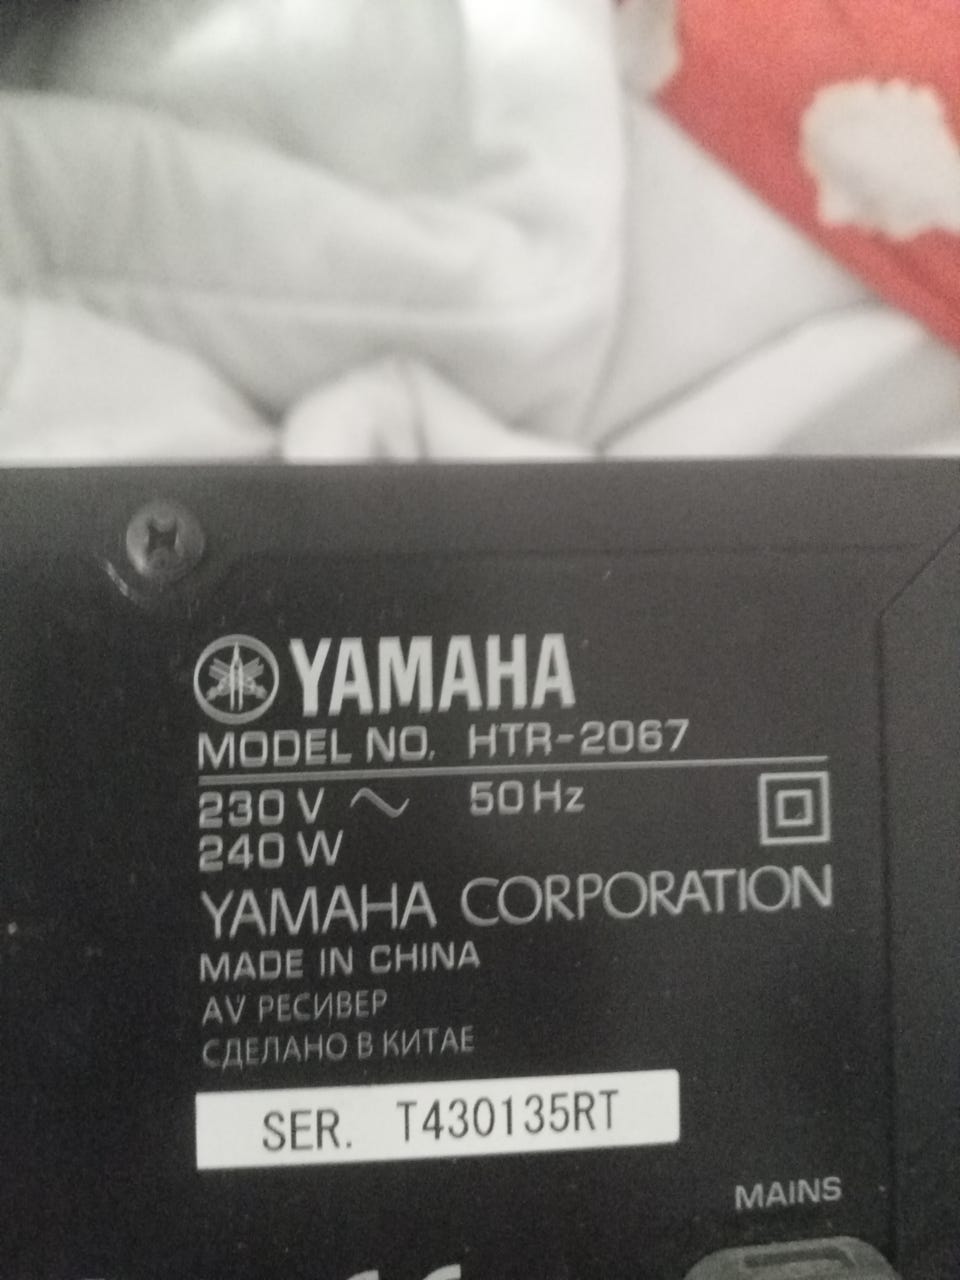 YAMAHA
MODEL NO. HTR-2067
230 V ~ 50 Hz
240 W
YAMAHA CORPORATION
MADE IN CHINA
AV РЕСИВЕР
СДЕЛАНО В КИТАЕ
SER. T430135RT
MAINS